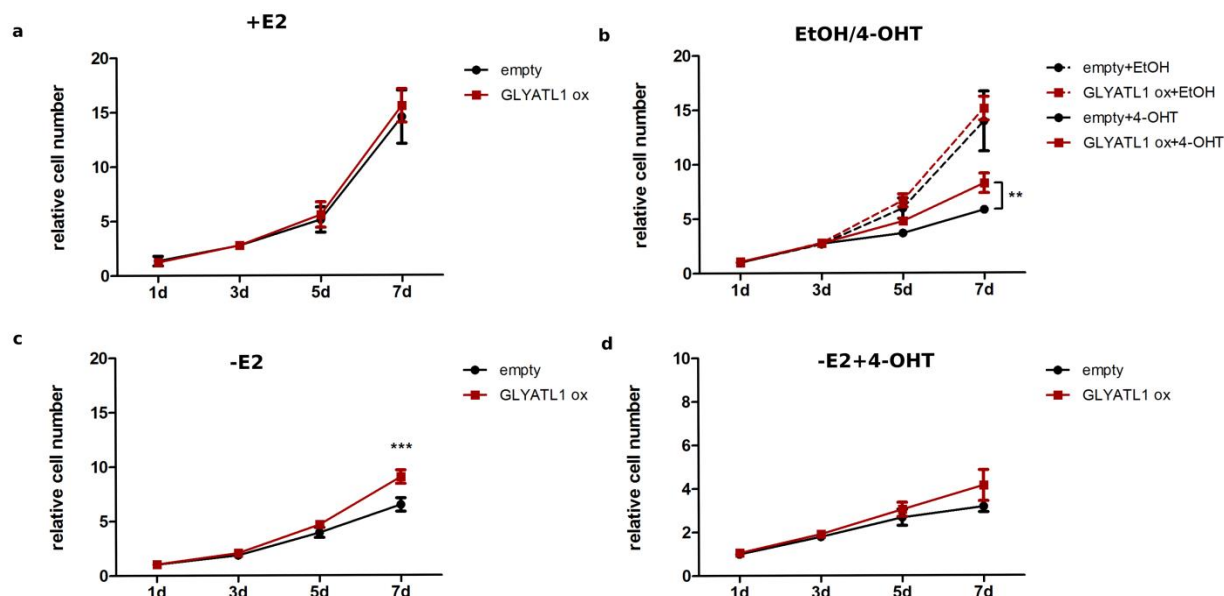 a
+E2
relative cell number
20
15
10
5
0
1d
3d
5d
7d
empty
GLYATL1 ox
b
EtOH/4-OHT
relative cell number
20
15
10
5
0
1d
3d
5d
7d
**
empty+EtOH
GLYATL1 ox+EtOH
empty+4-OHT
GLYATL1 ox+4-OHT
c
-E2
relative cell number
20
15
10
5
0
1d
3d
5d
7d
***
empty
GLYATL1 ox
d
-E2+4-OHT
relative cell number
10
8
6
4
2
0
1d
3d
5d
7d
empty
GLYATL1 ox